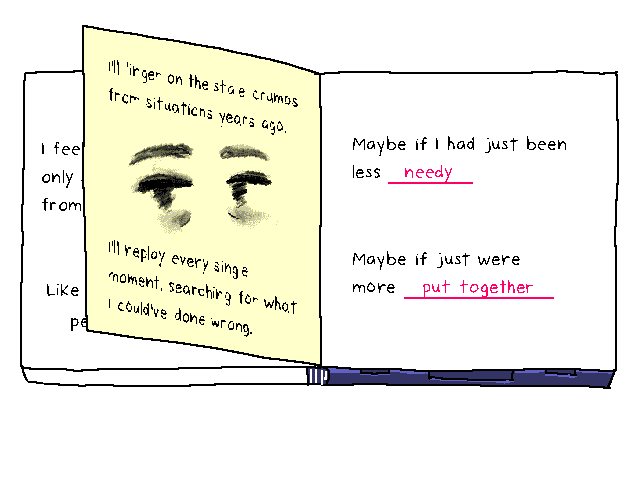 I fee
only
from
Like
pe
I'll linger on the stale crumbs
from situations years ago.
I'll replay every single
moment, searching for what
I could've done wrong.
Maybe if I had just been
less needy
Maybe if just were
more put together